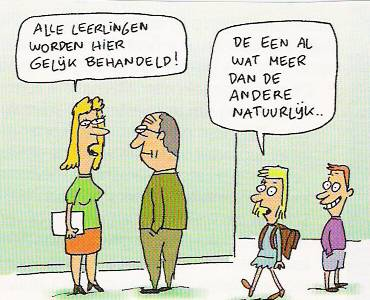 ALLE LEERLINGEN
WORDEN HIER
GELIJK BEHANDELD!
DE EEN AL
WAT MEER
DAN DE
ANDERE
NATUURLIJK..